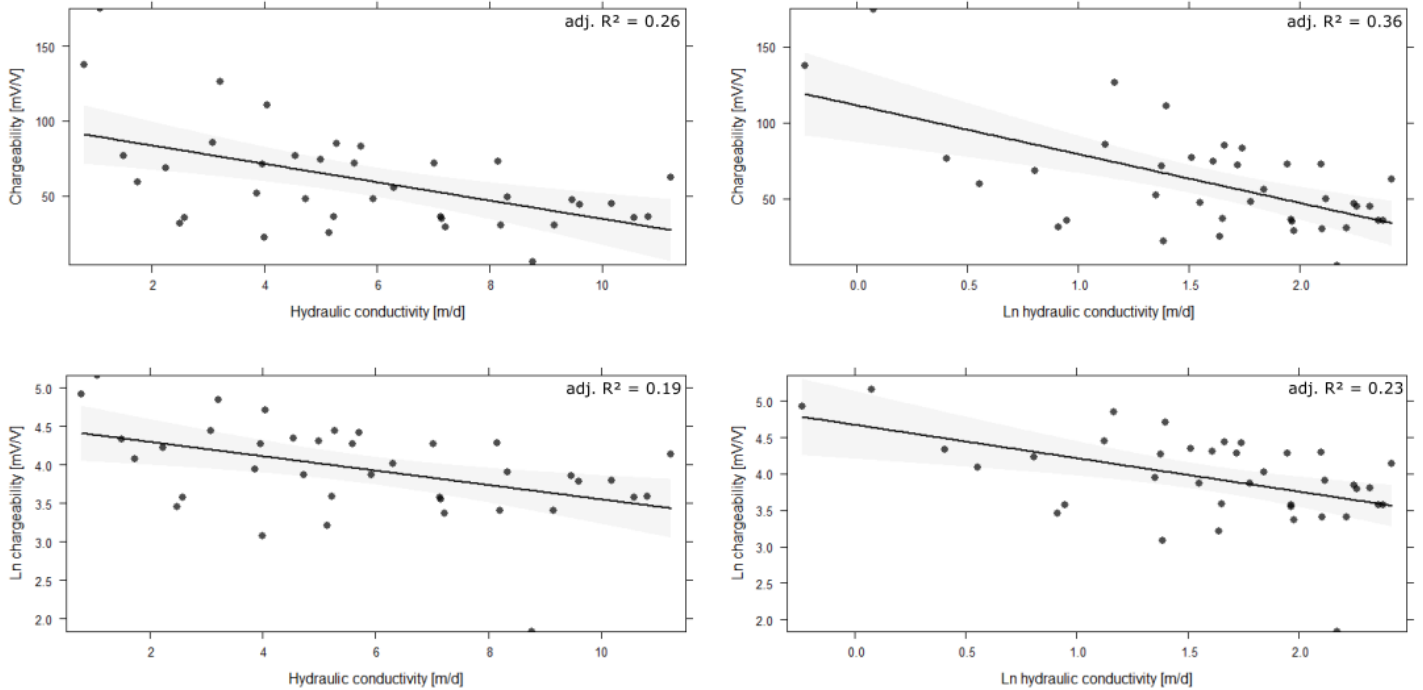 adj. R² = 0.26
150
100
50
Chargeability [mV/V]
2 4 6 8 10
Hydraulic conductivity [m/d]
adj. R² = 0.36
150
100
50
Chargeability [mV/V]
0.0 0.5 1.0 1.5 2.0
Ln hydraulic conductivity [m/d]
adj. R² = 0.19
5.0
4.5
4.0
3.5
3.0
2.5
2.0
Ln chargeability [mV/V]
2 4 6 8 10
Hydraulic conductivity [m/d]
adj. R² = 0.23
5.0
4.5
4.0
3.5
3.0
2.5
2.0
Ln chargeability [mV/V]
0.0 0.5 1.0 1.5 2.0
Ln hydraulic conductivity [m/d]